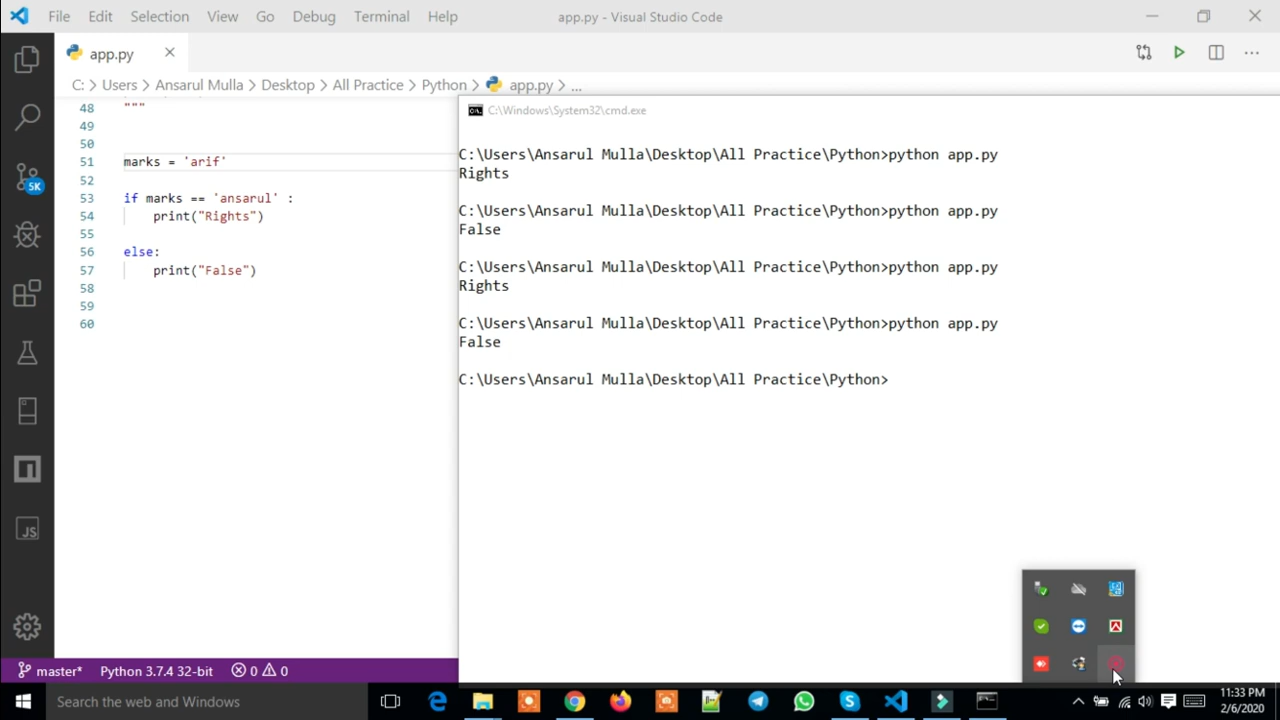 File Edit Selection View Go Debug Terminal Help app.py - Visual Studio Code
app.py
C: > Users > Ansarul Mulla > Desktop > All Practice > Python > app.py > ...
48 """
49
50
51 marks = 'arif'
52
53 if marks == 'ansarul' :
54 print("Rights")
55
56 else:
57 print("False")
58
59
60
C:\Windows\System32\cmd.exe
C:\Users\Ansarul Mulla\Desktop\All Practice\Python>python app.py
Rights
C:\Users\Ansarul Mulla\Desktop\All Practice\Python>python app.py
False
C:\Users\Ansarul Mulla\Desktop\All Practice\Python>python app.py
Rights
C:\Users\Ansarul Mulla\Desktop\All Practice\Python>python app.py
False
C:\Users\Ansarul Mulla\Desktop\All Practice\Python>
5K
JS
master* Python 3.7.4 32-bit 0 0
Search the web and Windows
11:33 PM
2/6/2020